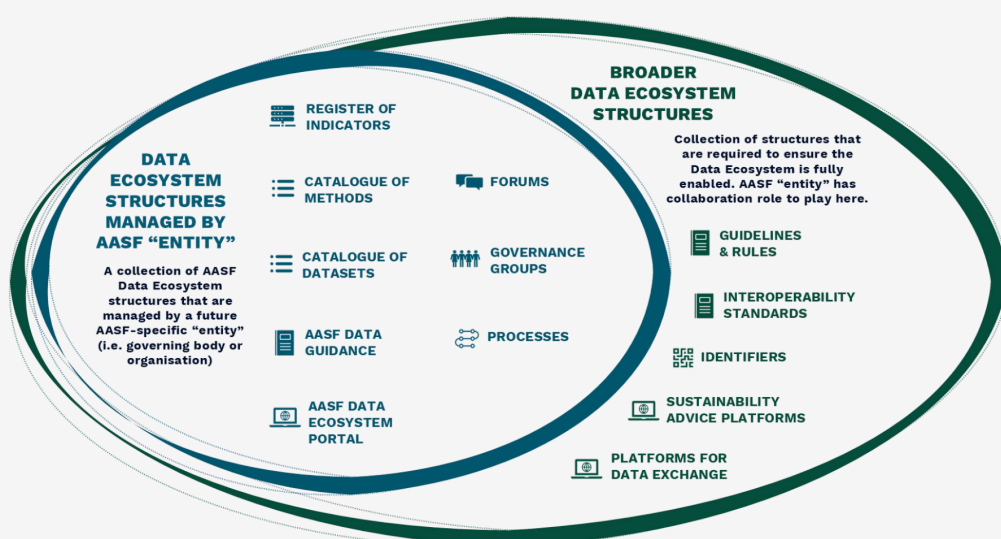 DATA
ECOSYSTEM
STRUCTURES
MANAGED BY
AASF “ENTITY”
A collection of AASF
Data Ecosystem
structures that are
managed by a future
AASF-specific “entity”
(i.e. governing body or
organisation)
REGISTER OF
INDICATORS
CATALOGUE OF
METHODS
CATALOGUE OF
DATASETS
AASF DATA
GUIDANCE
AASF DATA
ECOSYSTEM
PORTAL
FORUMS
GOVERNANCE
GROUPS
PROCESSES
BROADER
DATA ECOSYSTEM
STRUCTURES
Collection of structures that
are required to ensure the
Data Ecosystem is fully
enabled. AASF “entity” has
collaboration role to play here.
GUIDELINES
& RULES
INTEROPERABILITY
STANDARDS
IDENTIFIERS
SUSTAINABILITY
ADVICE PLATFORMS
PLATFORMS FOR
DATA EXCHANGE